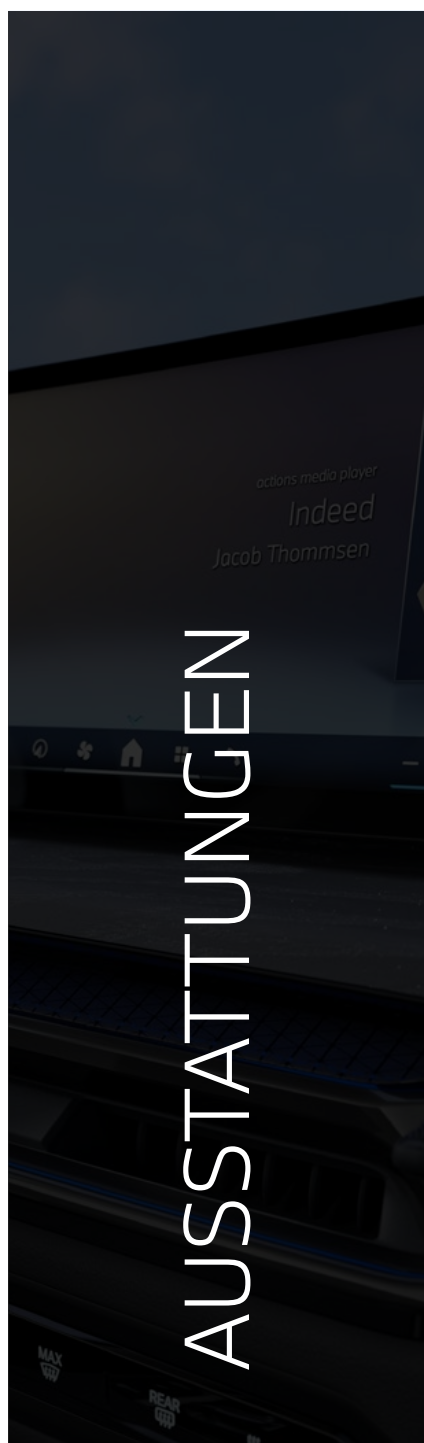 actions media player
Indeed
Jacob Thommsen
AUSSTATTUNGEN
MAX
REAR